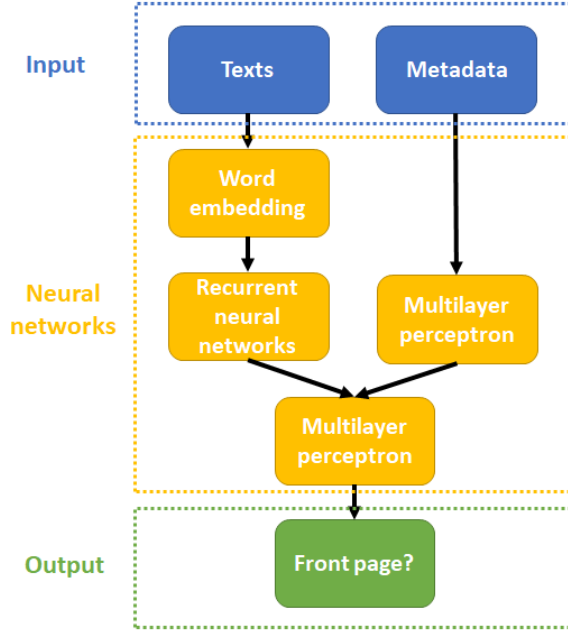 Input
Texts
Metadata
Word
embedding
Neural
networks
Recurrent
neural
networks
Multilayer
perceptron
Multilayer
perceptron
Output
Front page?